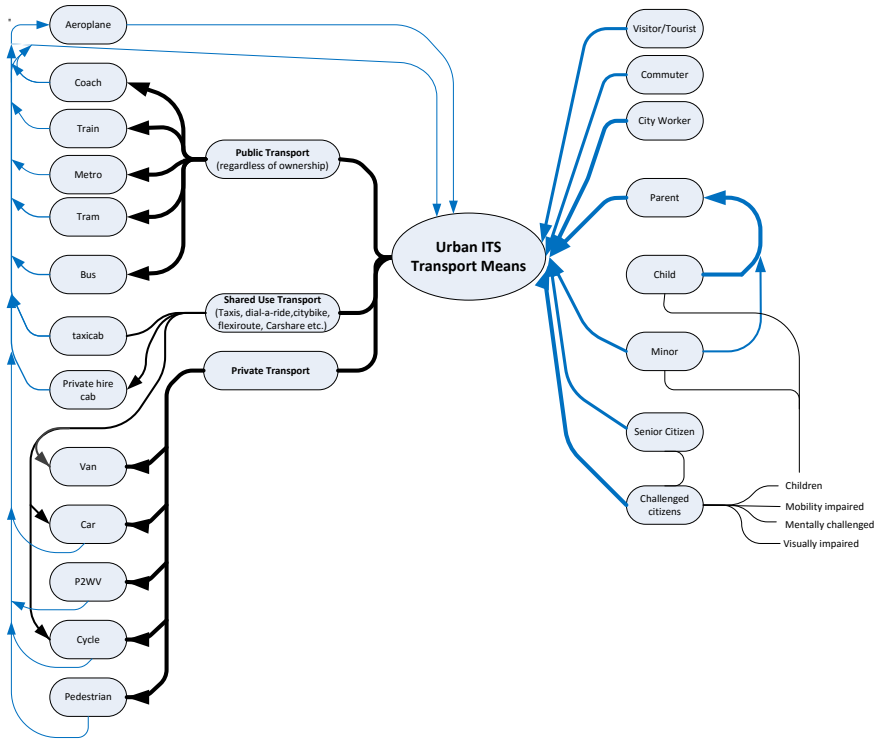 Aeroplane
Coach
Train
Metro
Tram
Bus
taxicab
Private hire
cab
Van
Car
P2WV
Cycle
Pedestrian
Public Transport
(regardless of ownership)
Shared Use Transport
(Taxis, dial-a-ride,citybike,
flexiroute, Carshare etc.)
Private Transport
Urban ITS
Transport Means
Visitor/Tourist
Commuter
City Worker
Parent
Child
Minor
Senior Citizen
Challenged
citizens
Children
Mobility impaired
Mentally challenged
Visually impaired